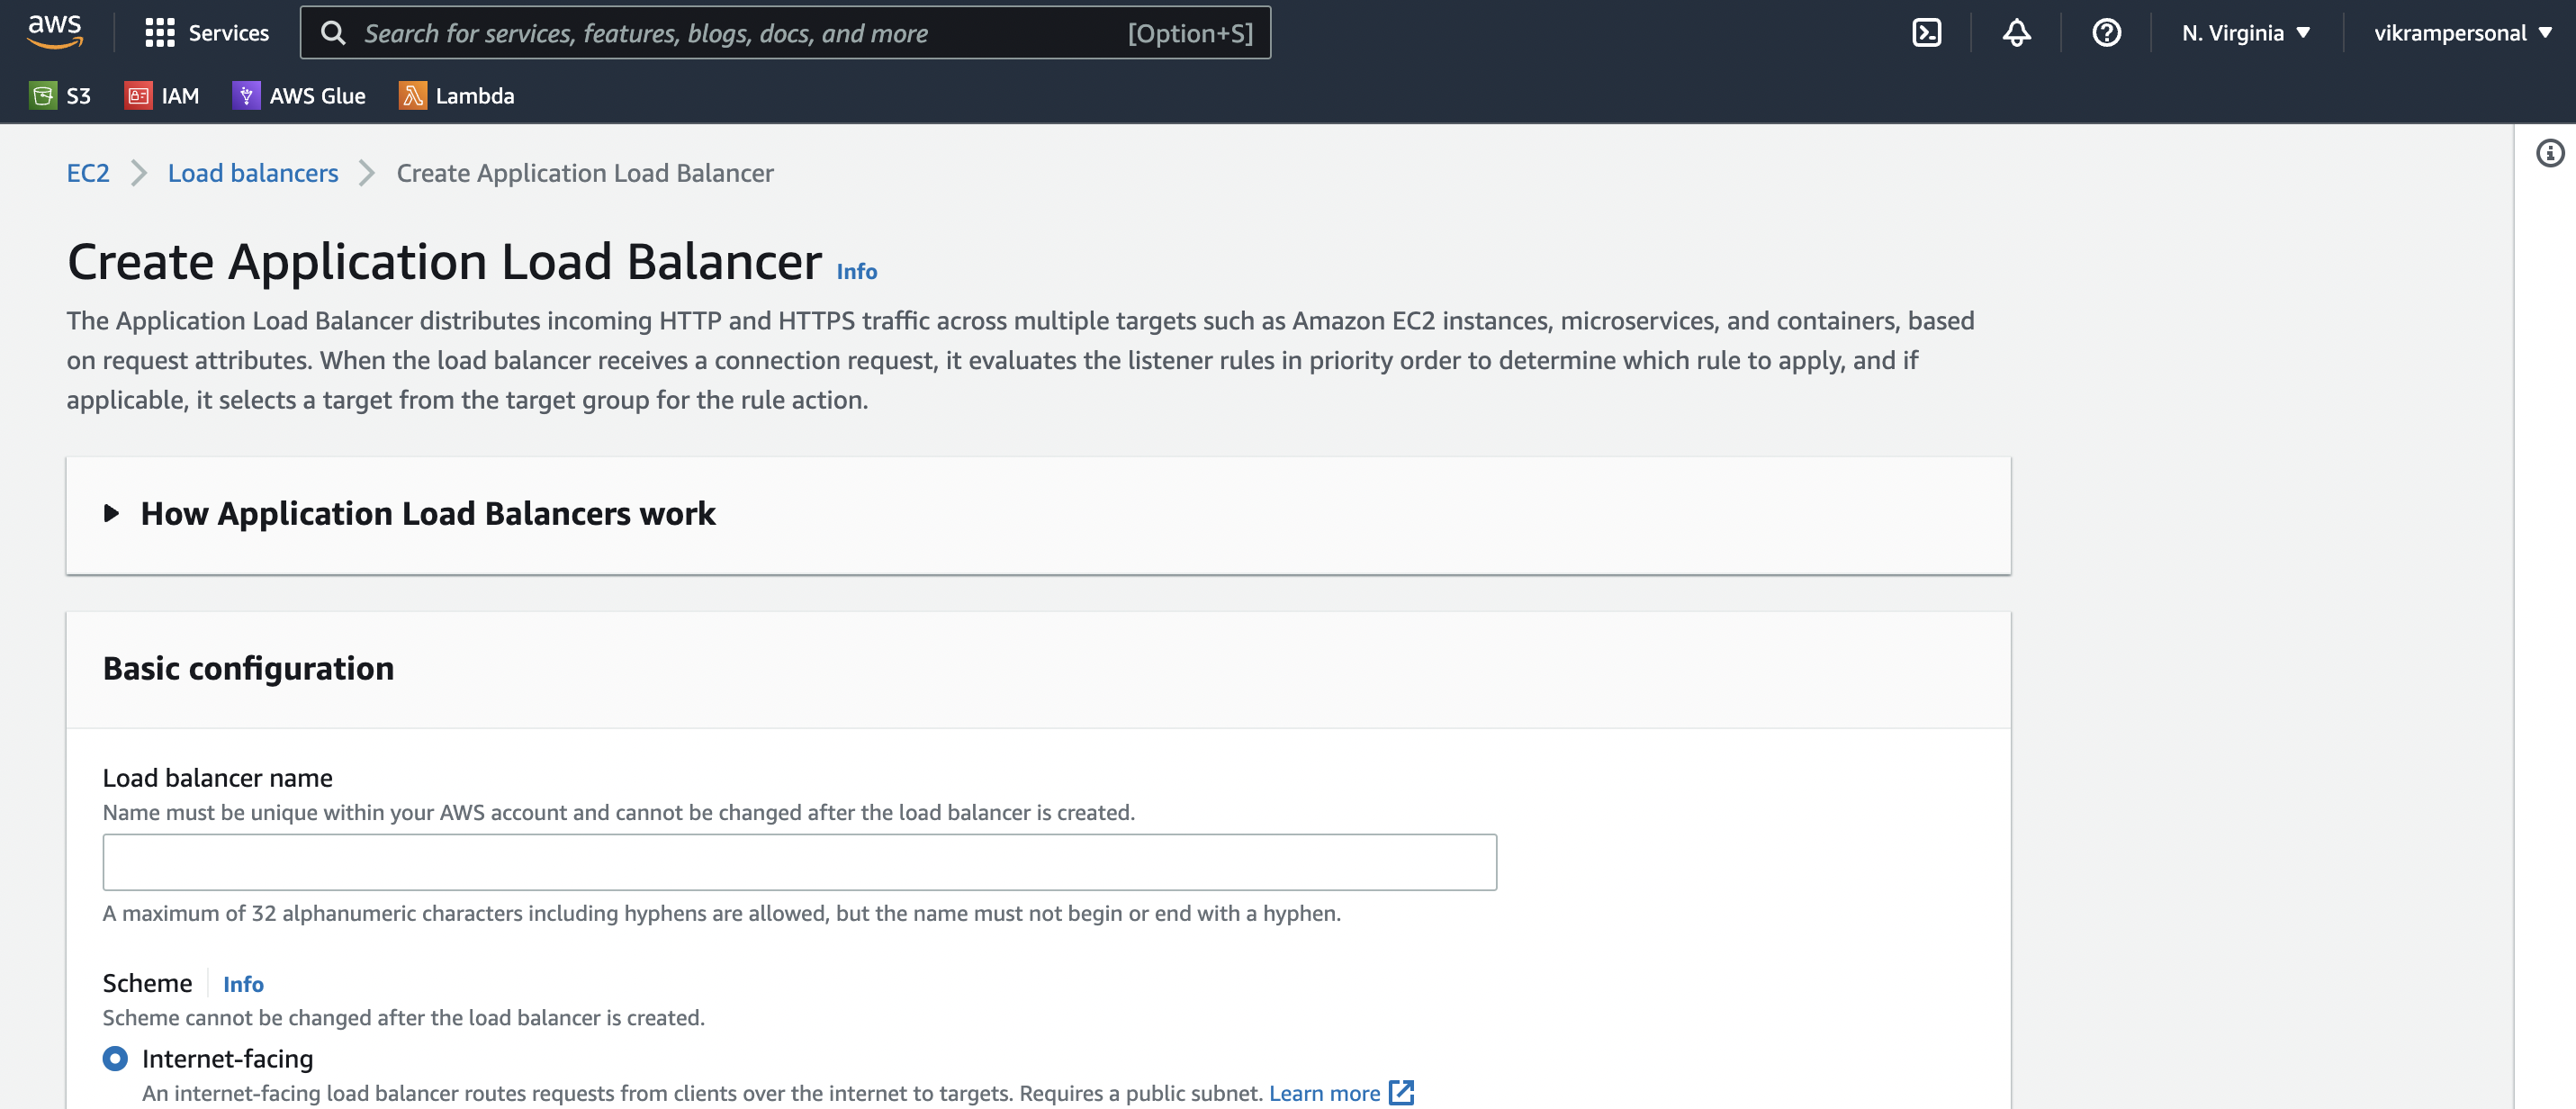 aws Services Search for services, features, blogs, docs, and more [Option+S] N. Virginia vikrampersonal
S3 IAM AWS Glue Lambda
EC2 Load balancers Create Application Load Balancer
Create Application Load Balancer Info
The Application Load Balancer distributes incoming HTTP and HTTPS traffic across multiple targets such as Amazon EC2 instances, microservices, and containers, based
on request attributes. When the load balancer receives a connection request, it evaluates the listener rules in priority order to determine which rule to apply, and if
applicable, it selects a target from the target group for the rule action.
How Application Load Balancers work
Basic configuration
Load balancer name
Name must be unique within your AWS account and cannot be changed after the load balancer is created.
A maximum of 32 alphanumeric characters including hyphens are allowed, but the name must not begin or end with a hyphen.
Scheme Info
Scheme cannot be changed after the load balancer is created.
Internet-facing
An internet-facing load balancer routes requests from clients over the internet to targets. Requires a public subnet. Learn more